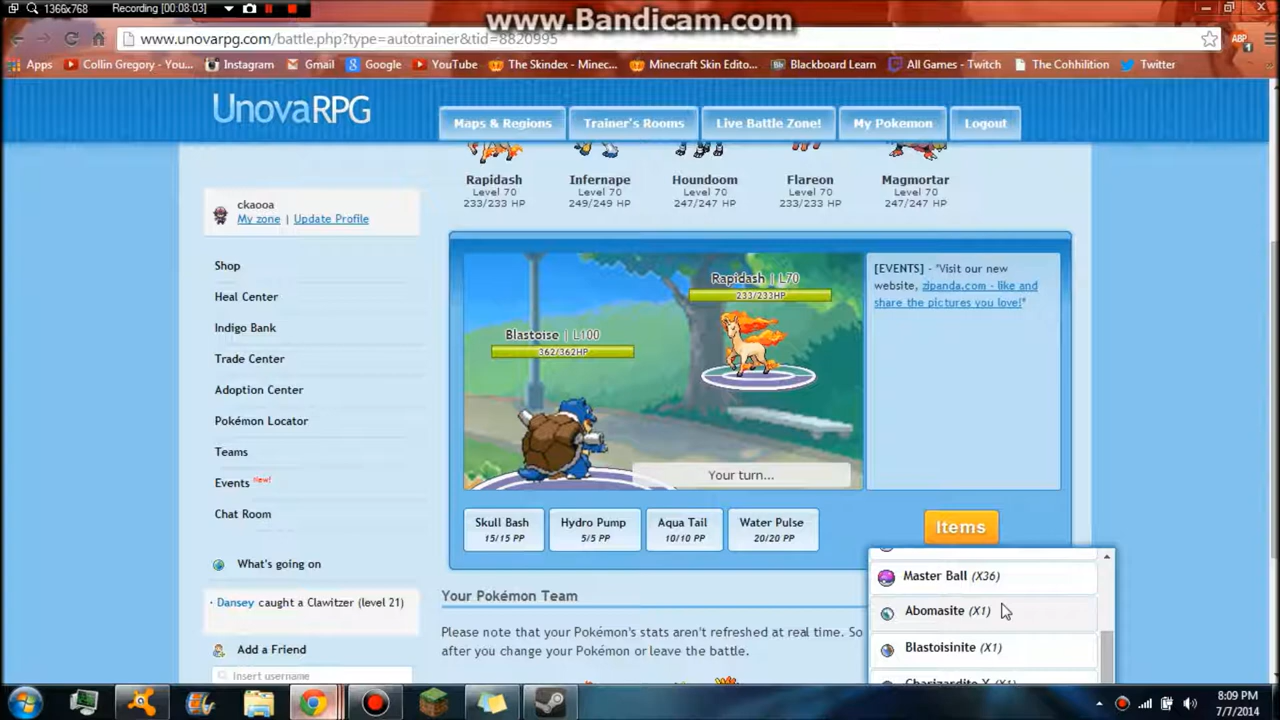 1366x768
Recording [00:08:03]
www.Bandicam.com
www.unovarpg.com/battle.php?type=autotrainer&tid=8820995
ABP
1
Apps
Collin Gregory - You...
Instagram
Gmail
Google
YouTube
The Skindex - Minec...
Minecraft Skin Edito...
Blackboard Learn
All Games - Twitch
The Cohhilition
Twitter
UnovaRPG
Maps & Regions
Trainer's Rooms
Live Battle Zone!
My Pokemon
Logout
Rapidash
Level 70
233/233 HP
Infernape
Level 70
249/249 HP
Houndoom
Level 70
247/247 HP
Flareon
Level 70
233/233 HP
Magmortar
Level 70
247/247 HP
ckaooa
My zone | Update Profile
Shop
Heal Center
Indigo Bank
Trade Center
Adoption Center
Pokémon Locator
Teams
Events New!
Chat Room
What's going on
· Dansey caught a Clawitzer (level 21)
Add a Friend
Insert username
Rapidash | L70
233/233HP
Blastoise | L100
362/362HP
Your turn...
[EVENTS] - "Visit our new
website, zipanda.com - like and
share the pictures you love!"
Skull Bash
15/15 PP
Hydro Pump
5/5 PP
Aqua Tail
10/10 PP
Water Pulse
20/20 PP
Items
Master Ball (X36)
Abomasite (X1)
Blastoisinite (X1)
Charizardite X (X1)
Your Pokémon Team
Please note that your Pokémon's stats aren't refreshed at real time. So
after you change your Pokémon or leave the battle.
8:09 PM
7/7/2014